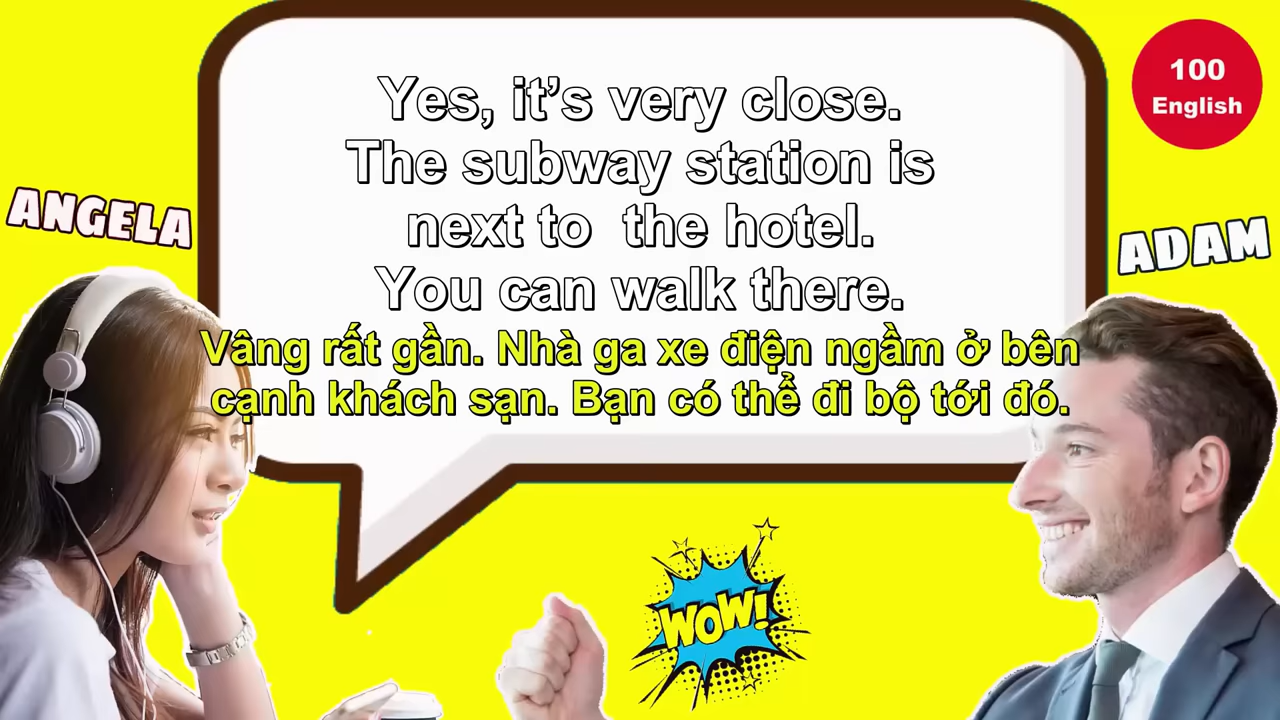 Yes, it's very close.
The subway station is
next to the hotel.
You can walk there.
Vâng rất gần. Nhà ga xe điện ngầm ở bên
cạnh khách sạn. Bạn có thể đi bộ tới đó.
100
English
ANGELA
ADAM
WOW!